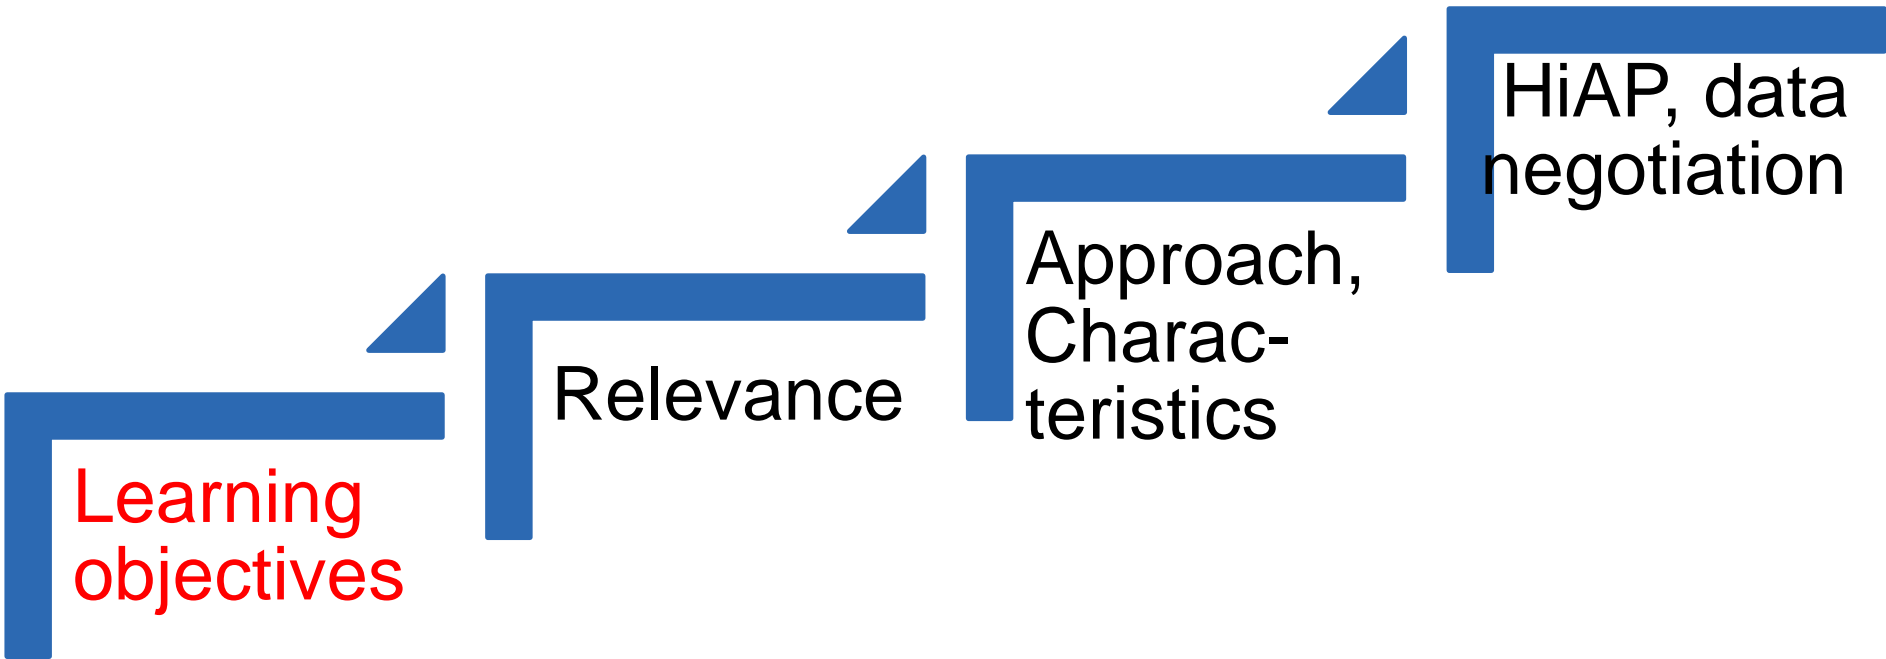 Learning
objectives
Relevance
Approach,
Charac-
teristics
HiAP, data
negotiation